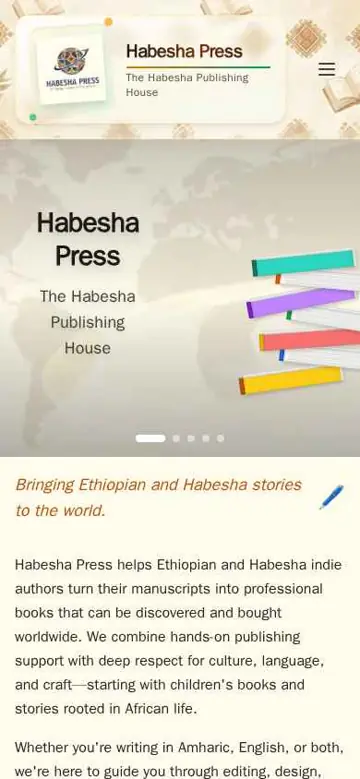 Habesha Press
The Habesha Publishing
House
HABESHA PRESS
Habesha
Press
The Habesha
Publishing
House
Bringing Ethiopian and Habesha stories
to the world.
Habesha Press helps Ethiopian and Habesha indie
authors turn their manuscripts into professional
books that can be discovered and bought
worldwide. We combine hands-on publishing
support with deep respect for culture, language,
and craft—starting with children's books and
stories rooted in African life.
Whether you're writing in Amharic, English, or both,
we're here to guide you through editing, design,